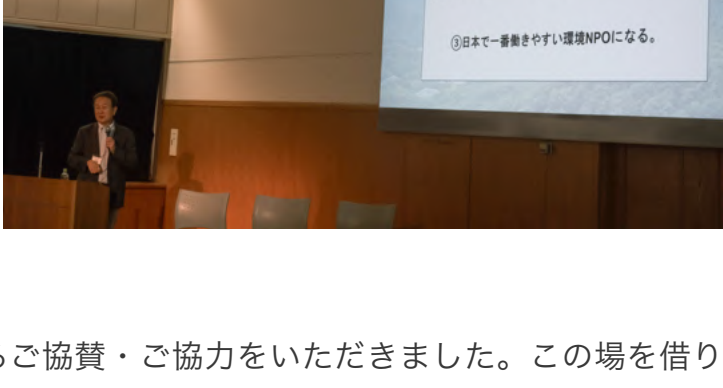 ③日本で一番働きやすい環境NPOになる。
らご協賛・ご協力をいただきました。この場を借り